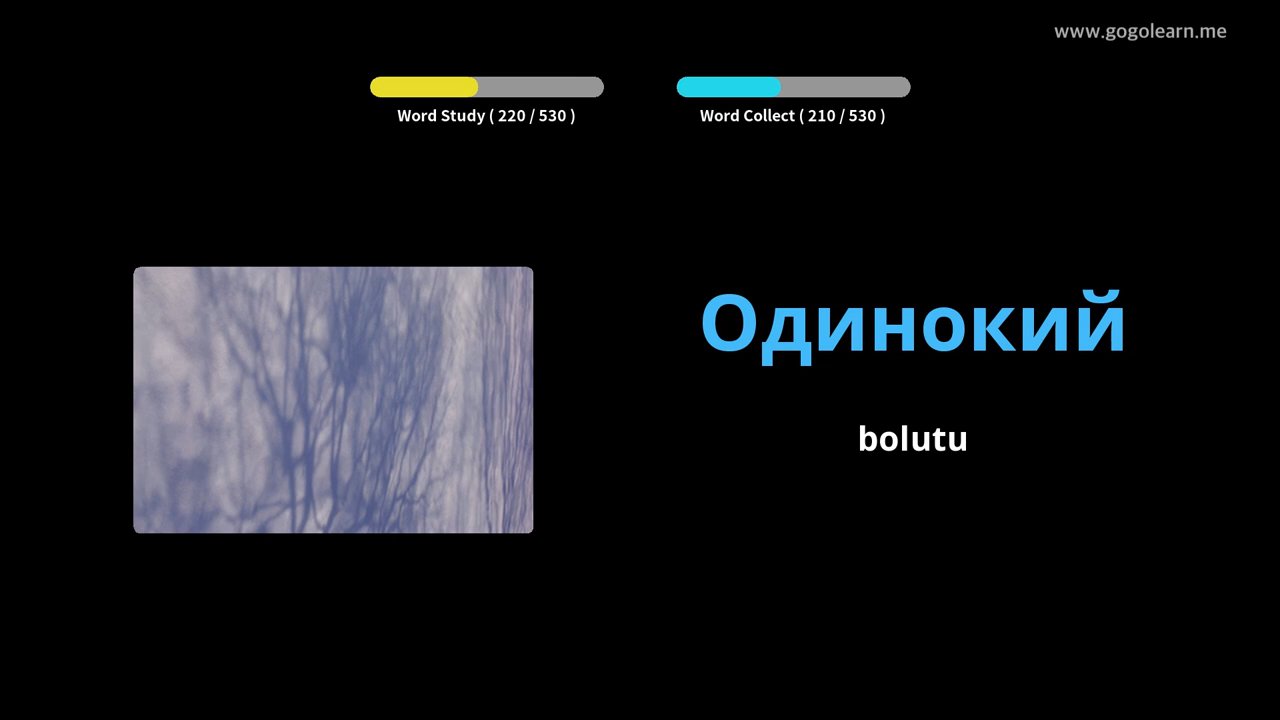 www.gogolearn.me
Word Study ( 220 / 530 )
Word Collect ( 210 / 530 )
Одинокий
bolutu